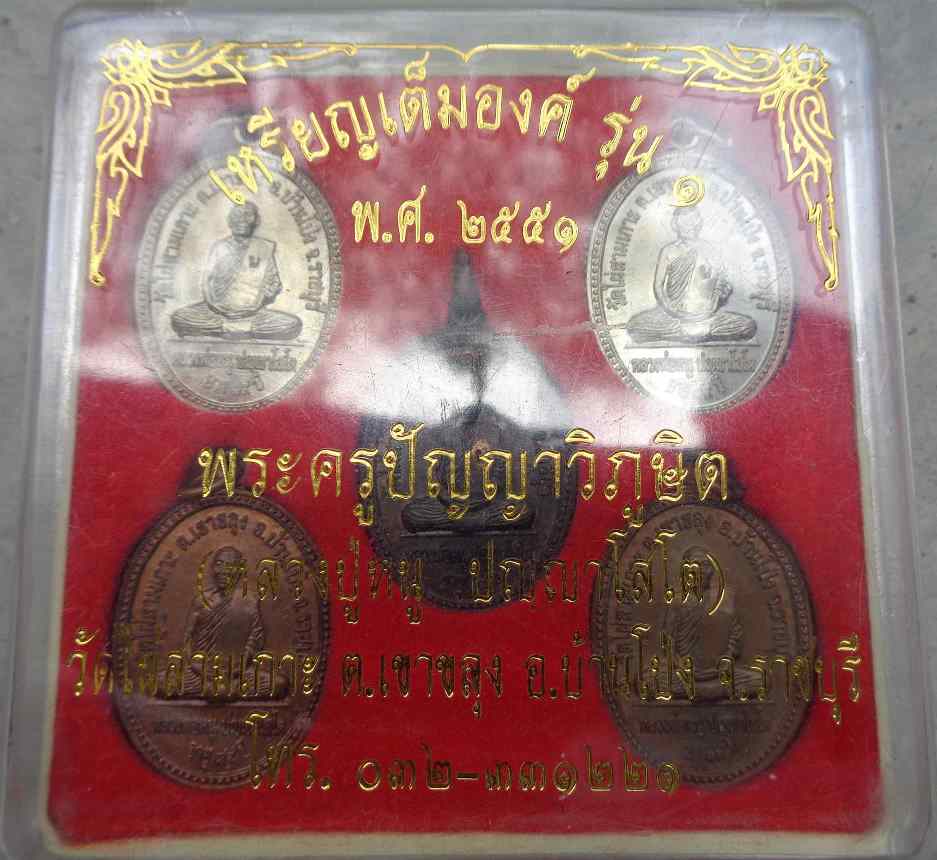 เหรียญเต็มองค์ รุ่น ๑
พ.ศ. ๒๕๕๑
พระครูปัญญาวิภูษิต
(หลวงปู่หมู ปญฺญาโสโต)
วัดไผ่สามเกาะ ต.เขาขลุง อ.บ้านโป่ง จ.ราชบุรี
โทร. ๐๓๒-๓๓๑๒๒๑